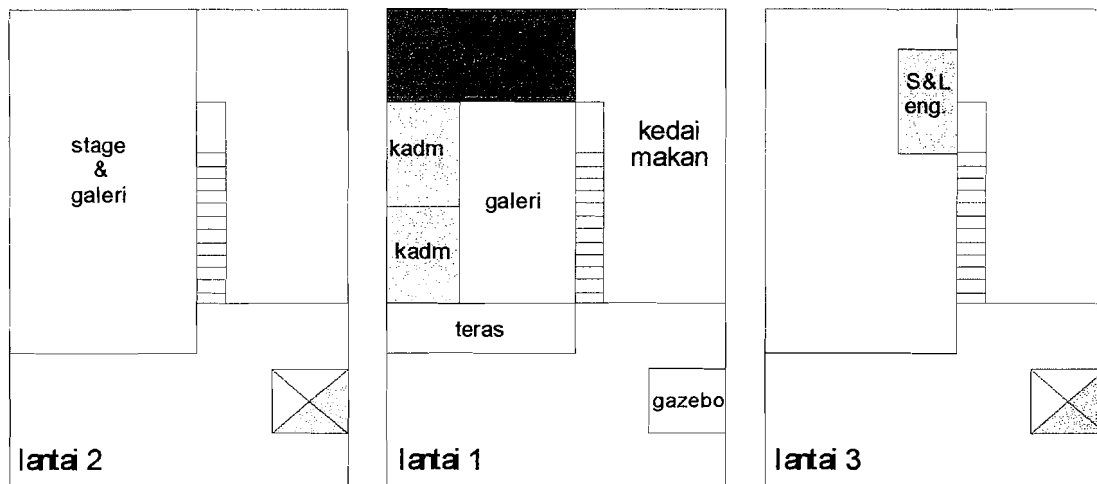 stage
&
galeri
lantai 2
kadm
kadm
galeri
kedai
makan
teras
gazebo
lantai 1
S&L
eng.
lantai 3